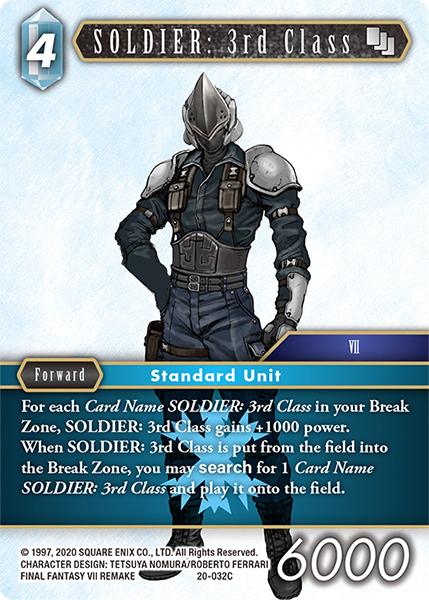 4
SOLDIER: 3rd Class
VII
Forward
Standard Unit
For each Card Name SOLDIER: 3rd Class in your Break
Zone, SOLDIER: 3rd Class gains +1000 power.
When SOLDIER: 3rd Class is put from the field into
the Break Zone, you may search for 1 Card Name
SOLDIER: 3rd Class and play it onto the field.
© 1997, 2020 SQUARE ENIX CO., LTD. All Rights Reserved.
CHARACTER DESIGN: TETSUYA NOMURA/ROBERTO FERRARI
FINAL FANTASY VII REMAKE 20-032C
6000